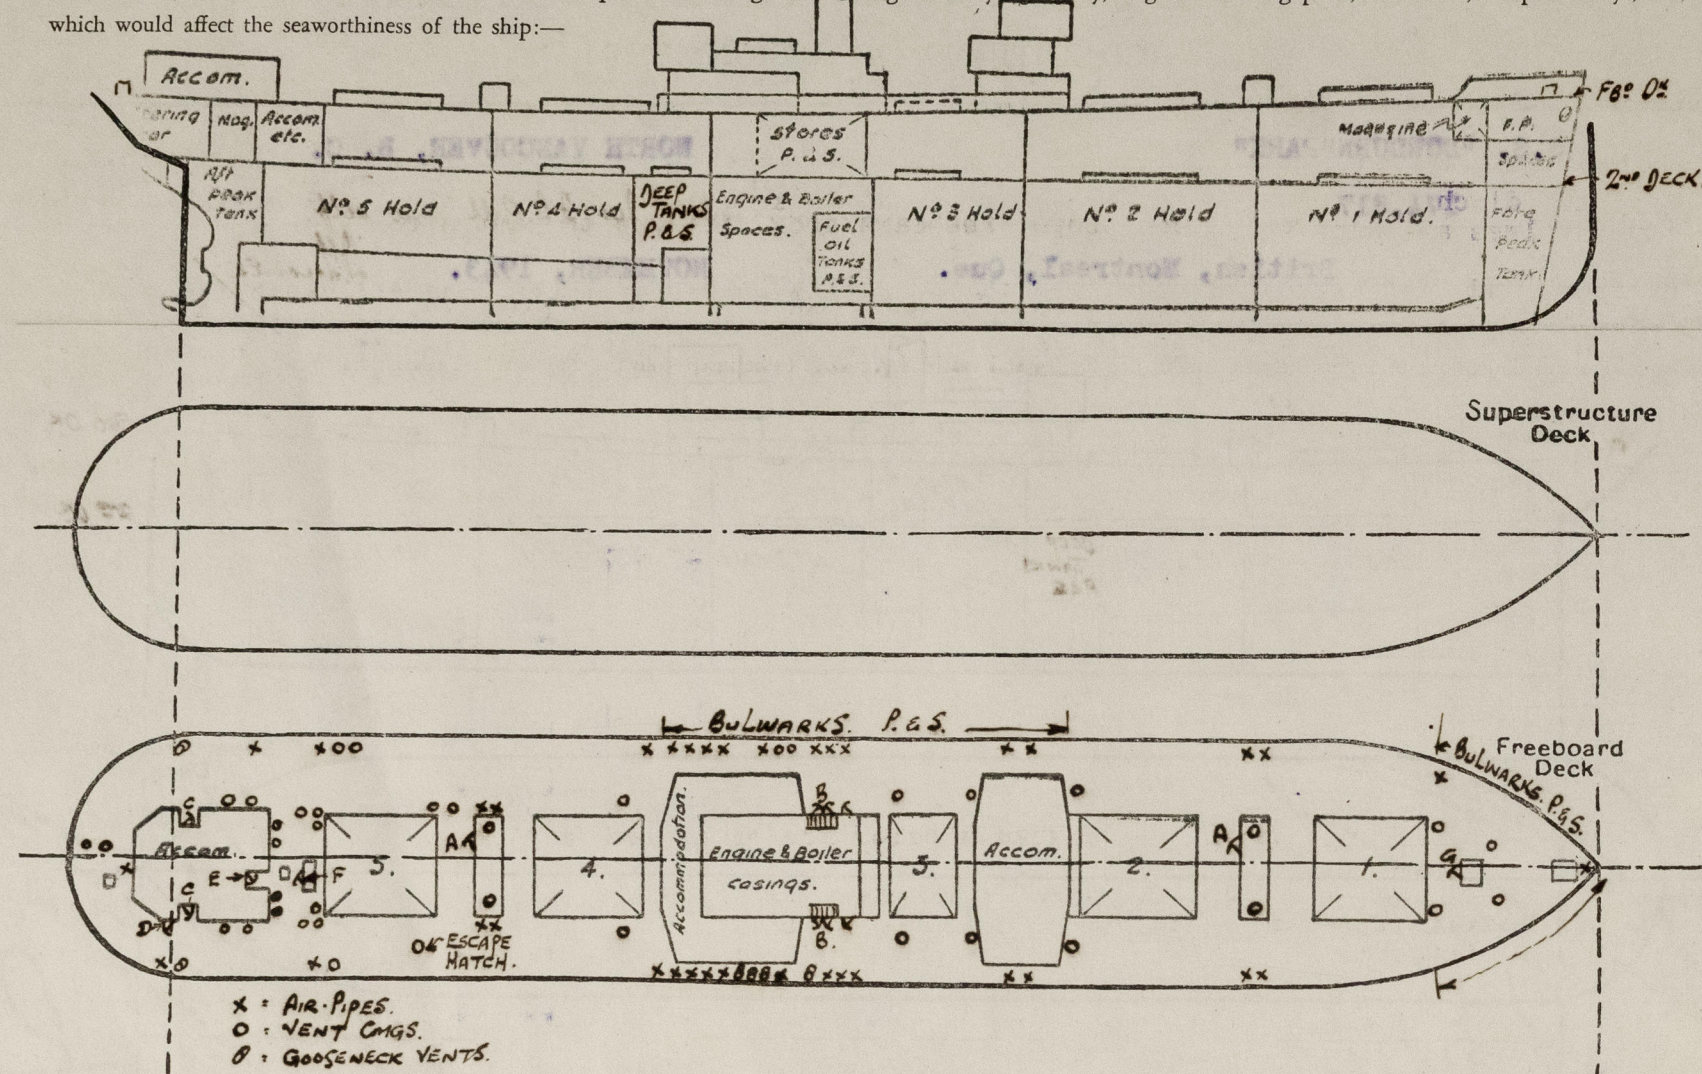 which would affect the seaworthiness of the ship:—
Accom.
Fbᵈ Dᵏ
Mag.
Accom.
etc.
Stores
P. & S.
Magazine
F.P.
Spaces
2ND DECK
Aft
Peak
Tank
Nº 5 Hold
Nº 4 Hold
DEEP
TANKS
P.&S.
Engine & Boiler
Spaces.
Fuel
Oil
Tanks
P.&S.
Nº 3 Hold
Nº 2 Hold
Nº 1 Hold.
Fore
Peak
Tank
Superstructure
Deck
BULWARKS. P.&S.
Freeboard
Deck
BULWARKS. P.&S.
C
Accom.
E
F
C
D
5.
A
ESCAPE
HATCH.
4.
Accommodation.
Engine & Boiler
casings.
B
B.
3.
Accom.
2.
A
1.
G
x = AIR-PIPES.
o = VENT CMGS.
θ = GOOSENECK VENTS.